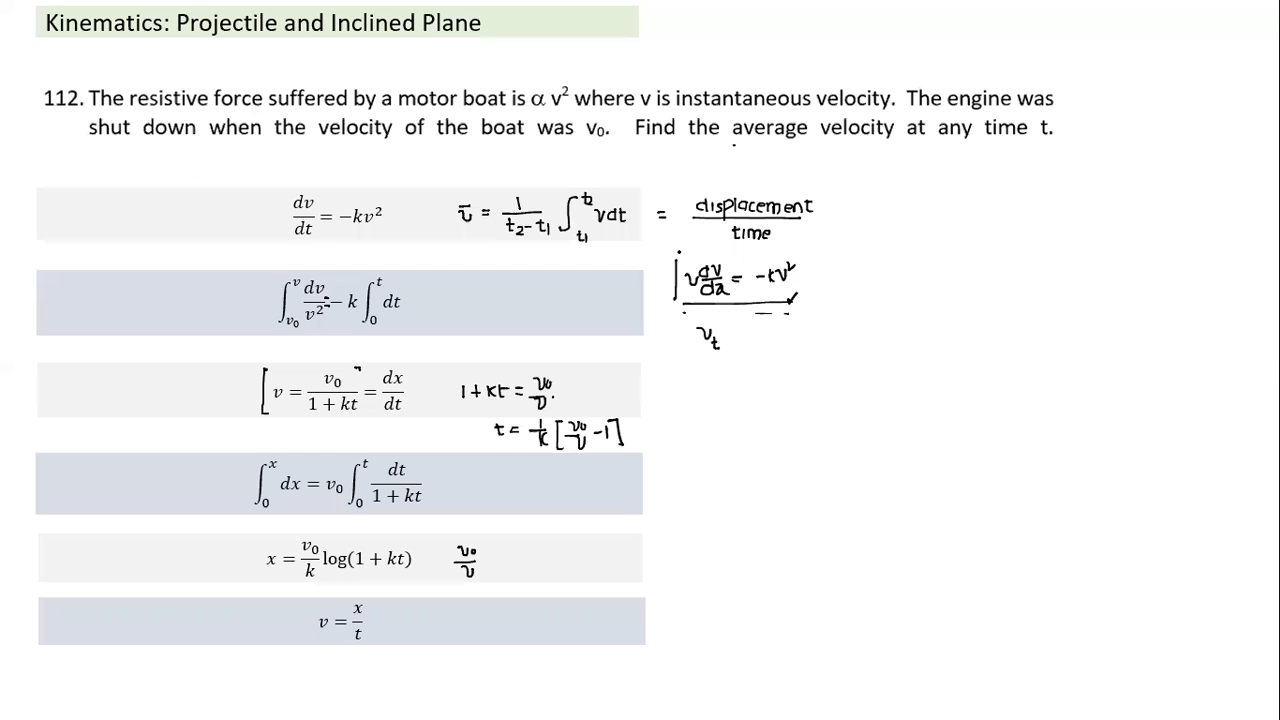 Kinematics: Projectile and Inclined Plane
112. The resistive force suffered by a motor boat is α v² where v is instantaneous velocity. The engine was
shut down when the velocity of the boat was v₀. Find the average velocity at any time t.
dv/dt = −kv²
v̄ = 1/(t₂−t₁) ∫_{t₁}^{t₂} vdt = displacement/time
∫_{v₀}^{v} dv/v² = −k ∫_0^t dt
∫ v dv/dx = −kv²
v_t
[v = v₀/(1 + kt) = dx/dt
1+kt = v₀/v
t = 1/k [v₀/v −1]
∫_0^x dx = v₀ ∫_0^t dt/(1 + kt)
x = v₀/k log(1 + kt)
v₀/v
v = x/t